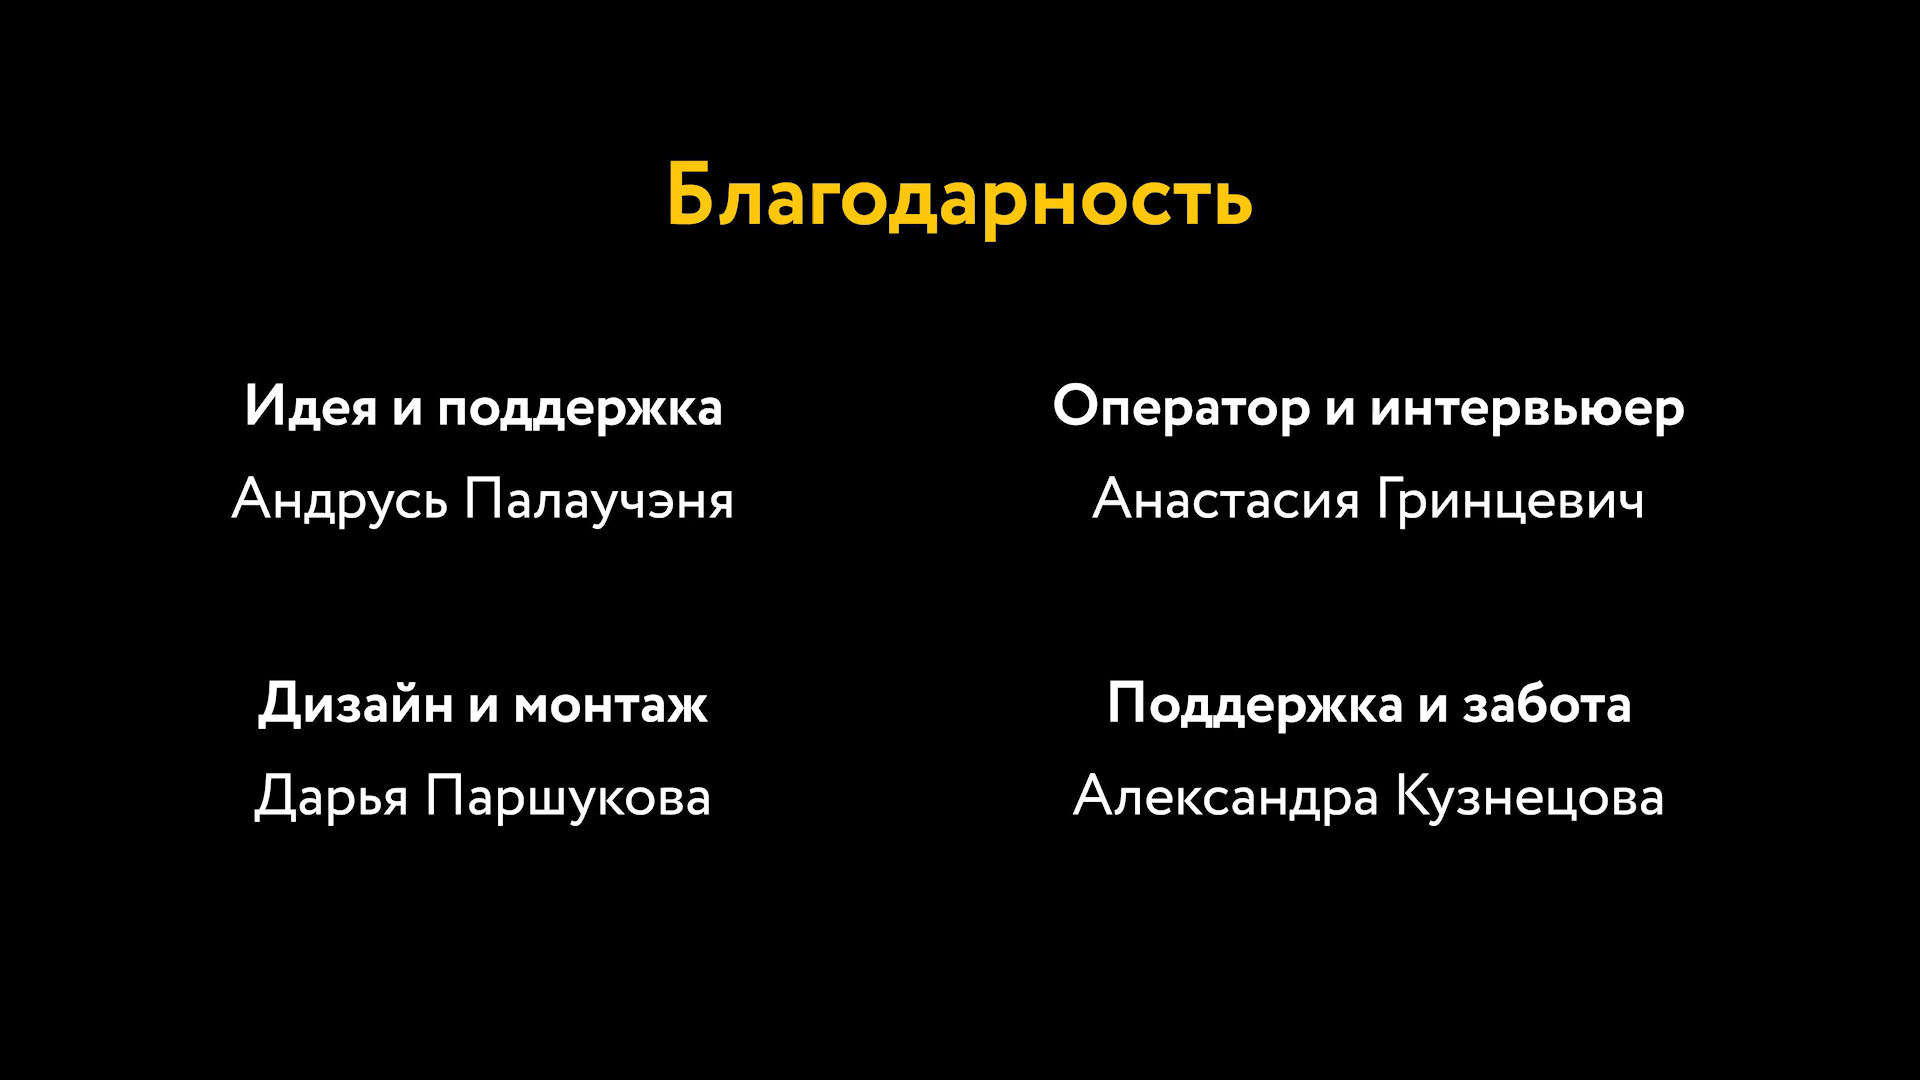 Благодарность
Идея и поддержка
Андрусь Палаучэня
Оператор и интервьюер
Анастасия Гринцевич
Дизайн и монтаж
Дарья Паршукова
Поддержка и забота
Александра Кузнецова